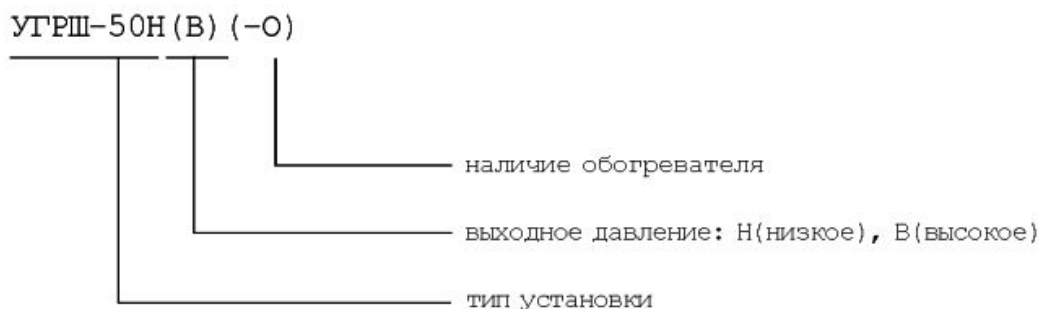 УГРШ-50Н(В)(-О)
наличие обогревателя
выходное давление: Н(низкое), В(высокое)
тип установки